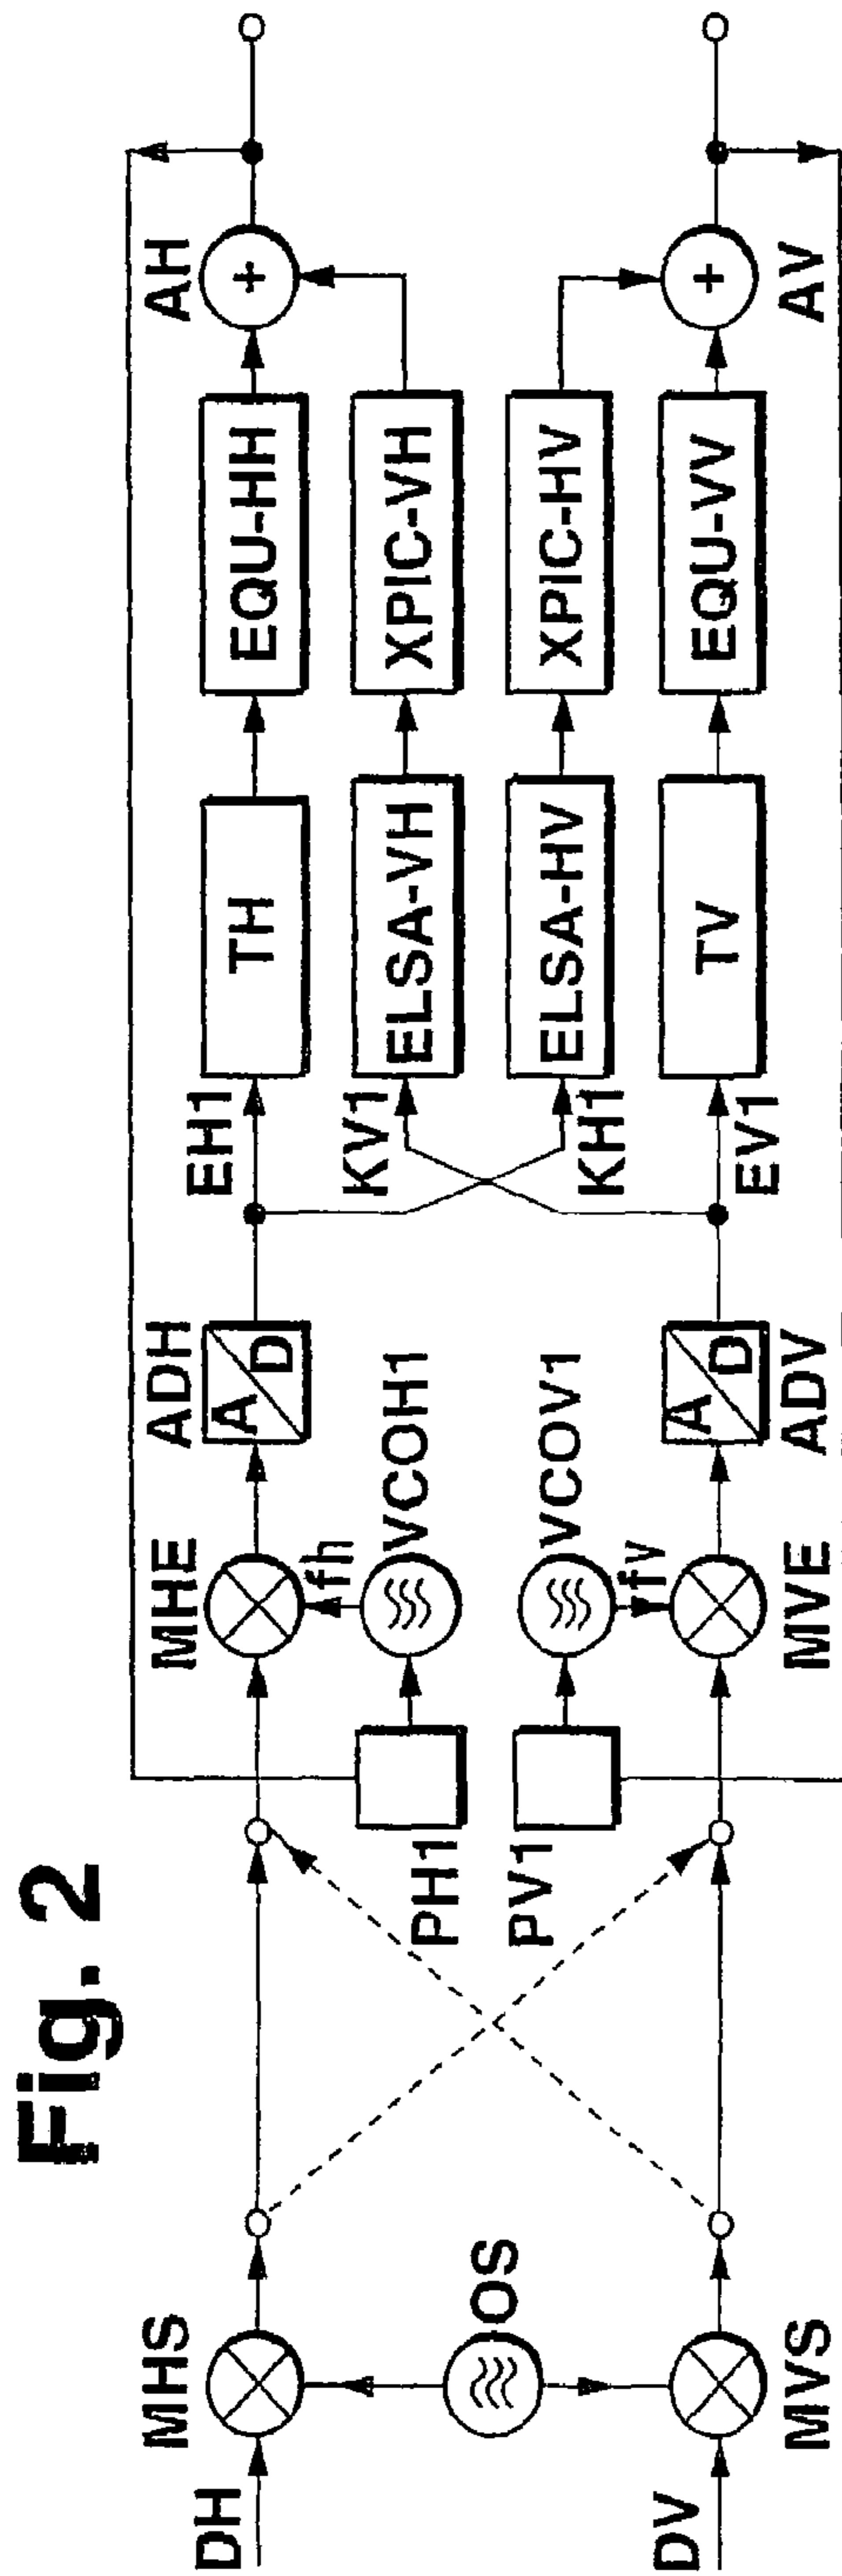 Fig. 2
DH
MHS
OS
DV
MVS
MHE
fh
VCOH1
PH1
PV1
VCOV1
fv
MVE
ADH
A
D
A
D
ADV
EH1
KV1
KH1
EV1
TH
ELSA-VH
ELSA-HV
TV
EQU-HH
XPIC-VH
XPIC-HV
EQU-VV
AH
+
+
AV